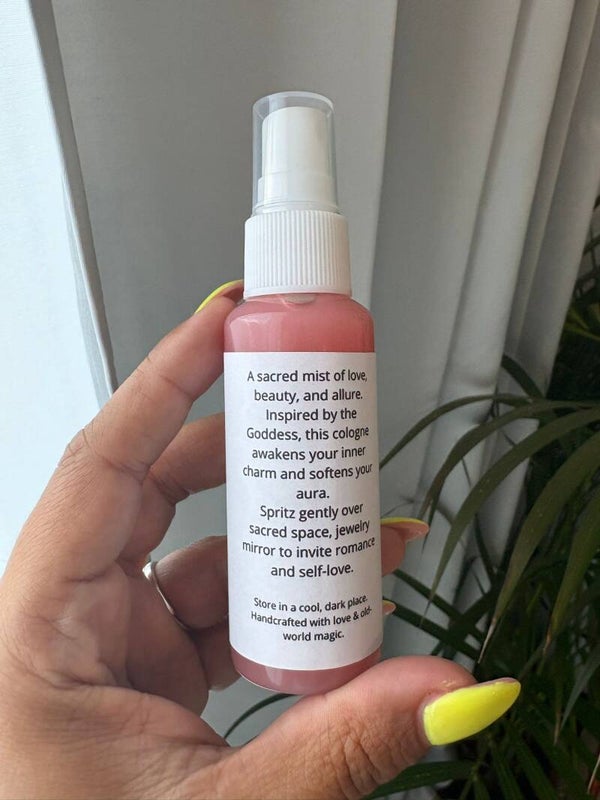 A sacred mist of love,
beauty, and allure.
Inspired by the
Goddess, this cologne
awakens your inner
charm and softens your
aura.
Spritz gently over
sacred space, jewelry
mirror to invite romance
and self-love.
Store in a cool, dark place.
Handcrafted with love & old-
world magic.